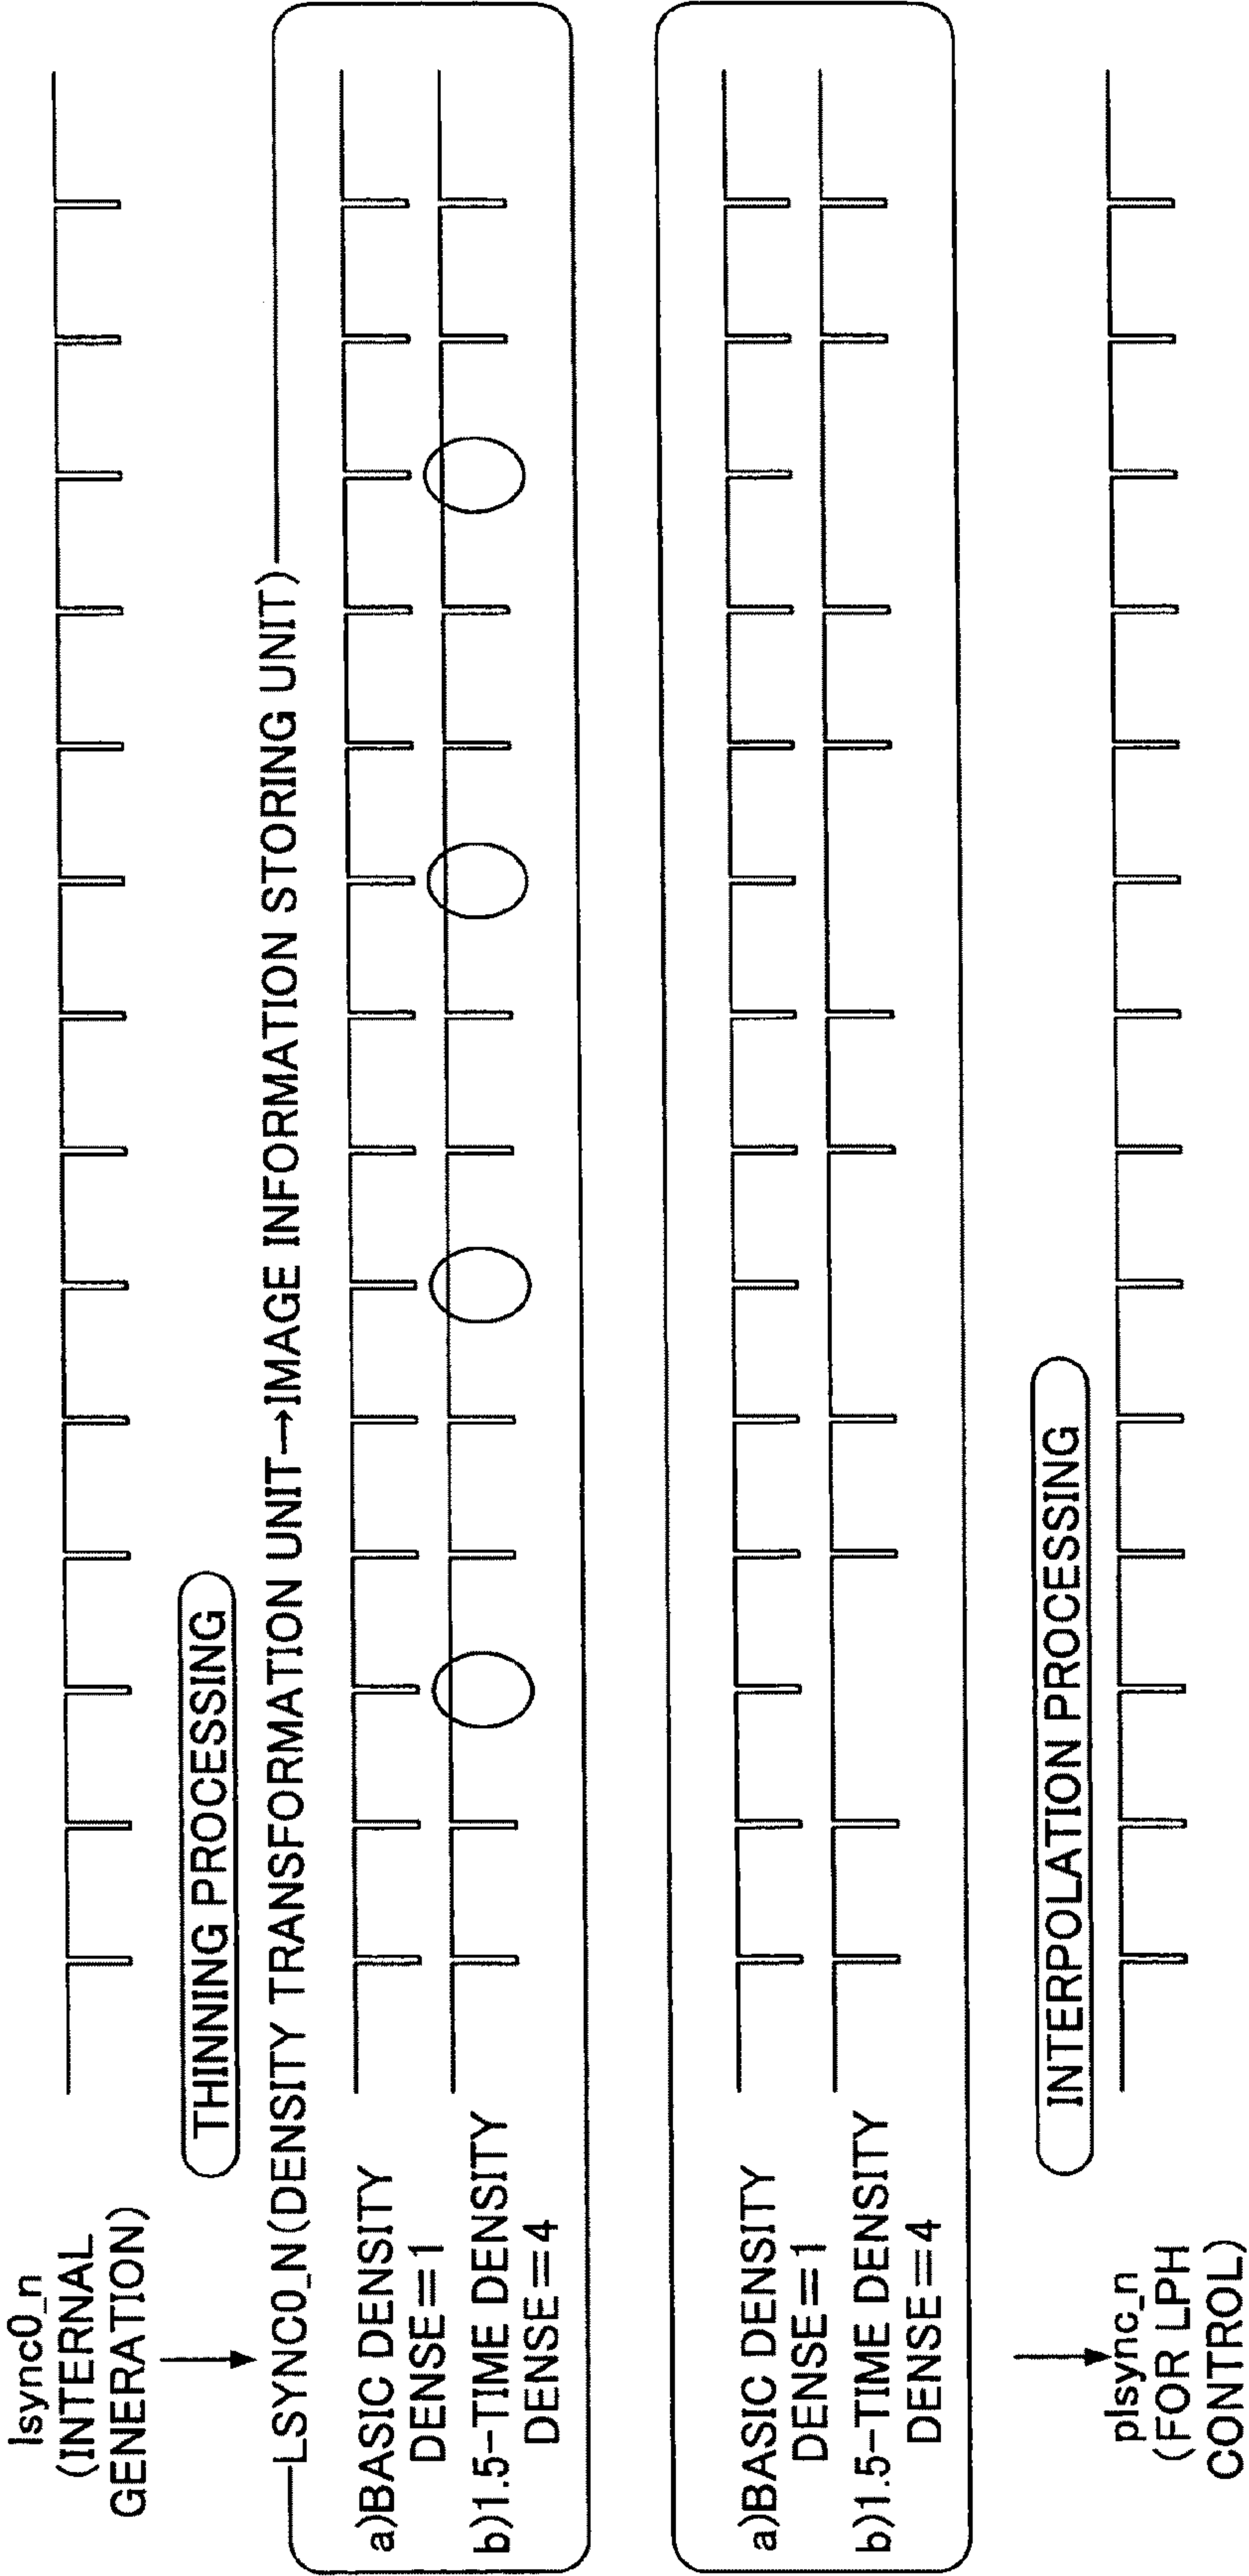 lsync0_n
(INTERNAL
GENERATION)
THINNING PROCESSING
LSYNC0_N(DENSITY TRANSFORMATION UNIT→IMAGE INFORMATION STORING UNIT)
a)BASIC DENSITY
DENSE=1
b)1.5-TIME DENSITY
DENSE=4
a)BASIC DENSITY
DENSE=1
b)1.5-TIME DENSITY
DENSE=4
INTERPOLATION PROCESSING
plsync_n
(FOR LPH
CONTROL)